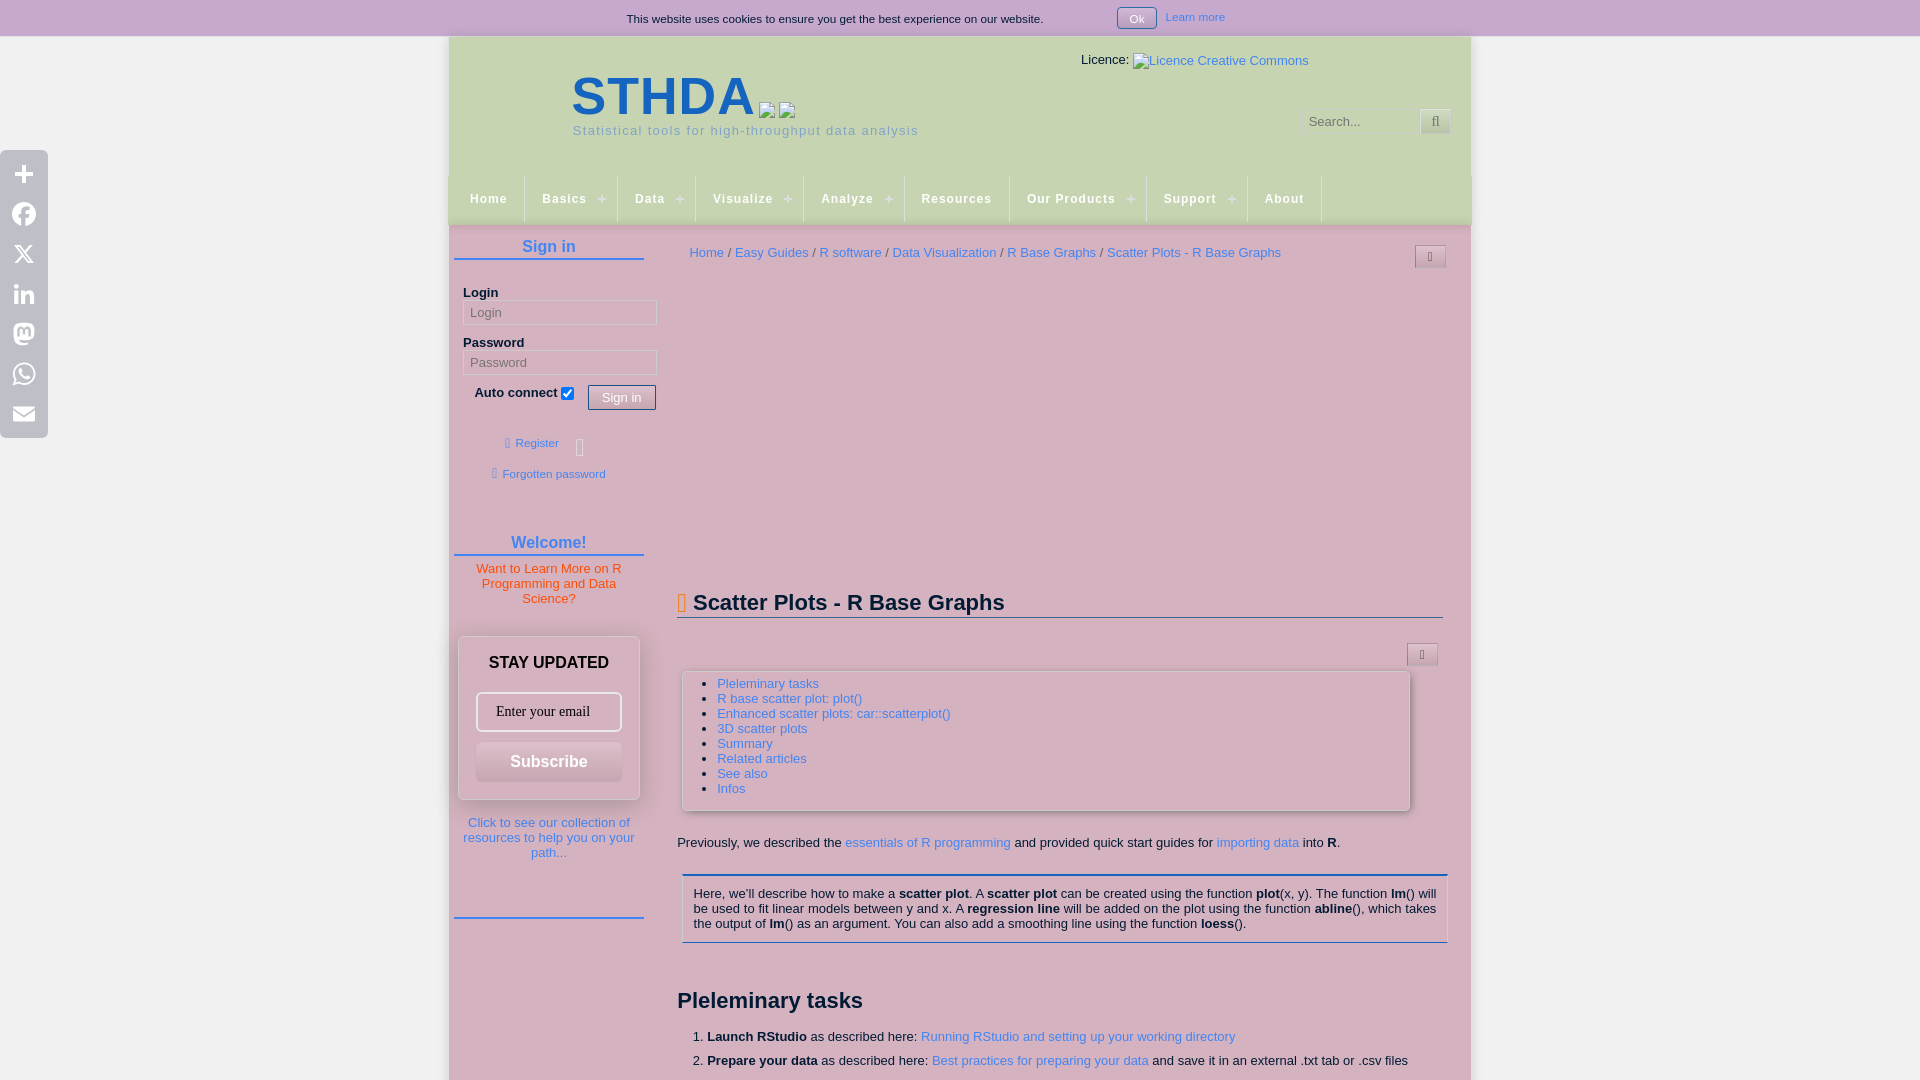 This website uses cookies to ensure you get the best experience on our website.
Ok
Learn more
Licence: Licence Creative Commons
STHDA
Statistical tools for high-throughput data analysis
Search...
Home
Basics
Data
Visualize
Analyze
Resources
Our Products
Support
About
Sign in
Login
Login
Password
Password
Auto connect
Sign in
Register
Forgotten password
Welcome!
Want to Learn More on R
Programming and Data
Science?
STAY UPDATED
Enter your email
Subscribe
Click to see our collection of
resources to help you on your
path...
Home / Easy Guides / R software / Data Visualization / R Base Graphs / Scatter Plots - R Base Graphs
Scatter Plots - R Base Graphs
Pleleminary tasks
R base scatter plot: plot()
Enhanced scatter plots: car::scatterplot()
3D scatter plots
Summary
Related articles
See also
Infos
Previously, we described the essentials of R programming and provided quick start guides for importing data into R.
Here, we'll describe how to make a scatter plot. A scatter plot can be created using the function plot(x, y). The function lm() will
be used to fit linear models between y and x. A regression line will be added on the plot using the function abline(), which takes
the output of lm() as an argument. You can also add a smoothing line using the function loess().
Pleleminary tasks
1. Launch RStudio as described here: Running RStudio and setting up your working directory
2. Prepare your data as described here: Best practices for preparing your data and save it in an external .txt tab or .csv files